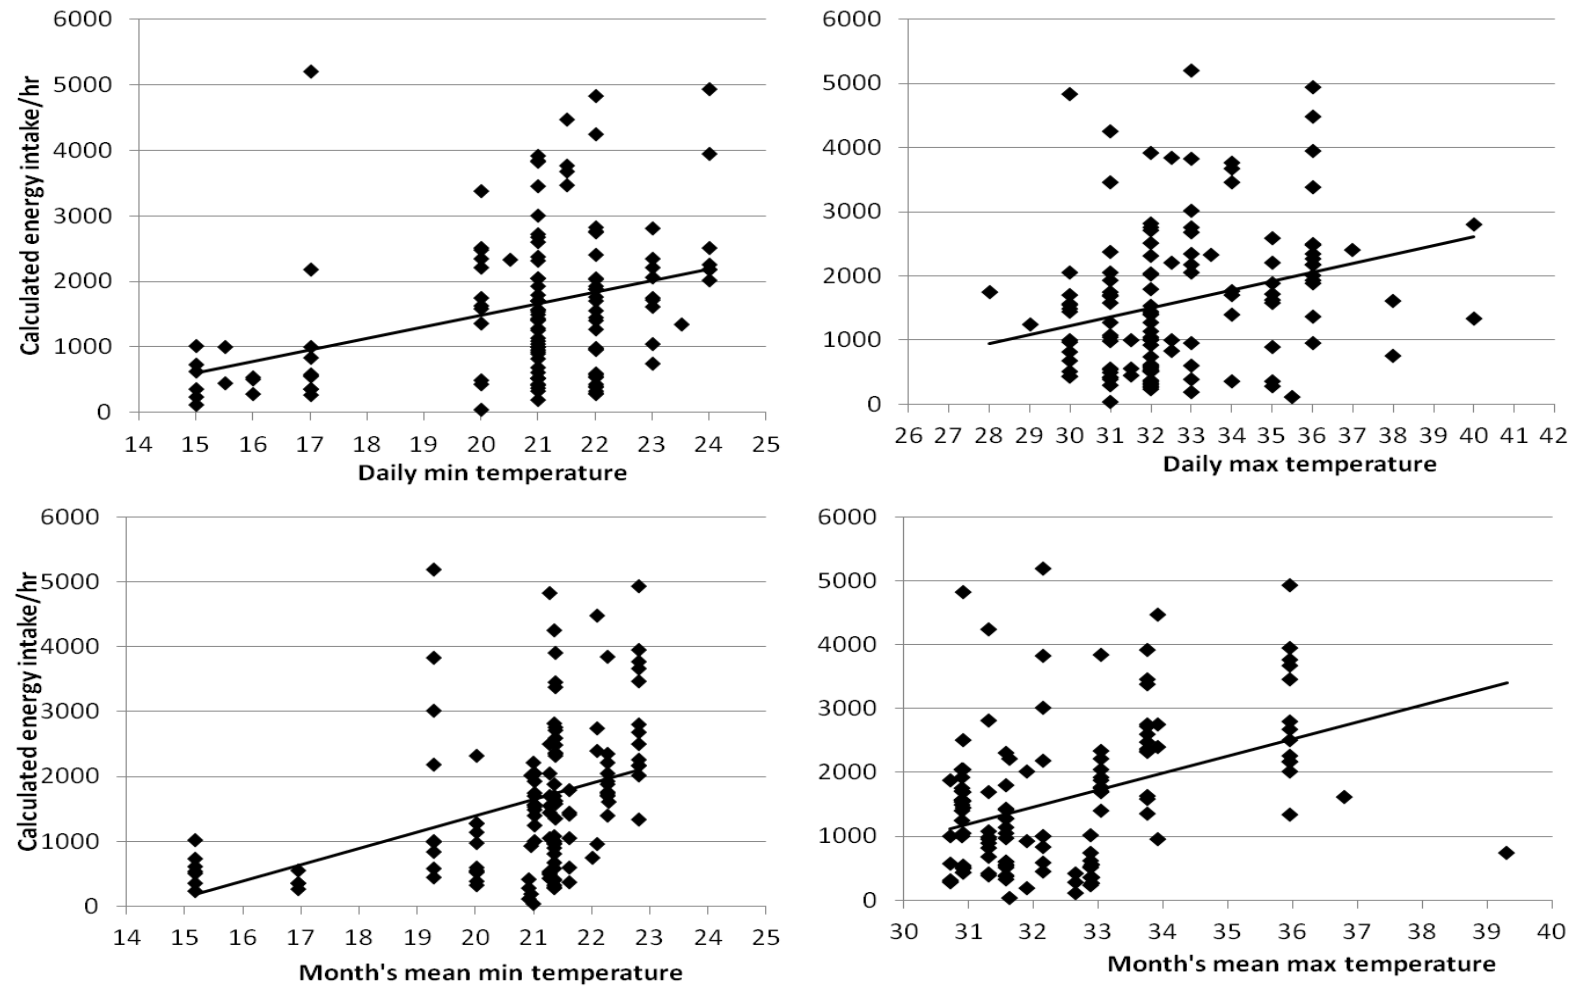 6000
5000
4000
3000
2000
1000
0
14 15 16 17 18 19 20 21 22 23 24 25
Calculated energy intake/hr
Daily min temperature
6000
5000
4000
3000
2000
1000
0
26 27 28 29 30 31 32 33 34 35 36 37 38 39 40 41 42
Daily max temperature
6000
5000
4000
3000
2000
1000
0
14 15 16 17 18 19 20 21 22 23 24 25
Calculated energy intake/hr
Month's mean min temperature
6000
5000
4000
3000
2000
1000
0
30 31 32 33 34 35 36 37 38 39 40
Month's mean max temperature